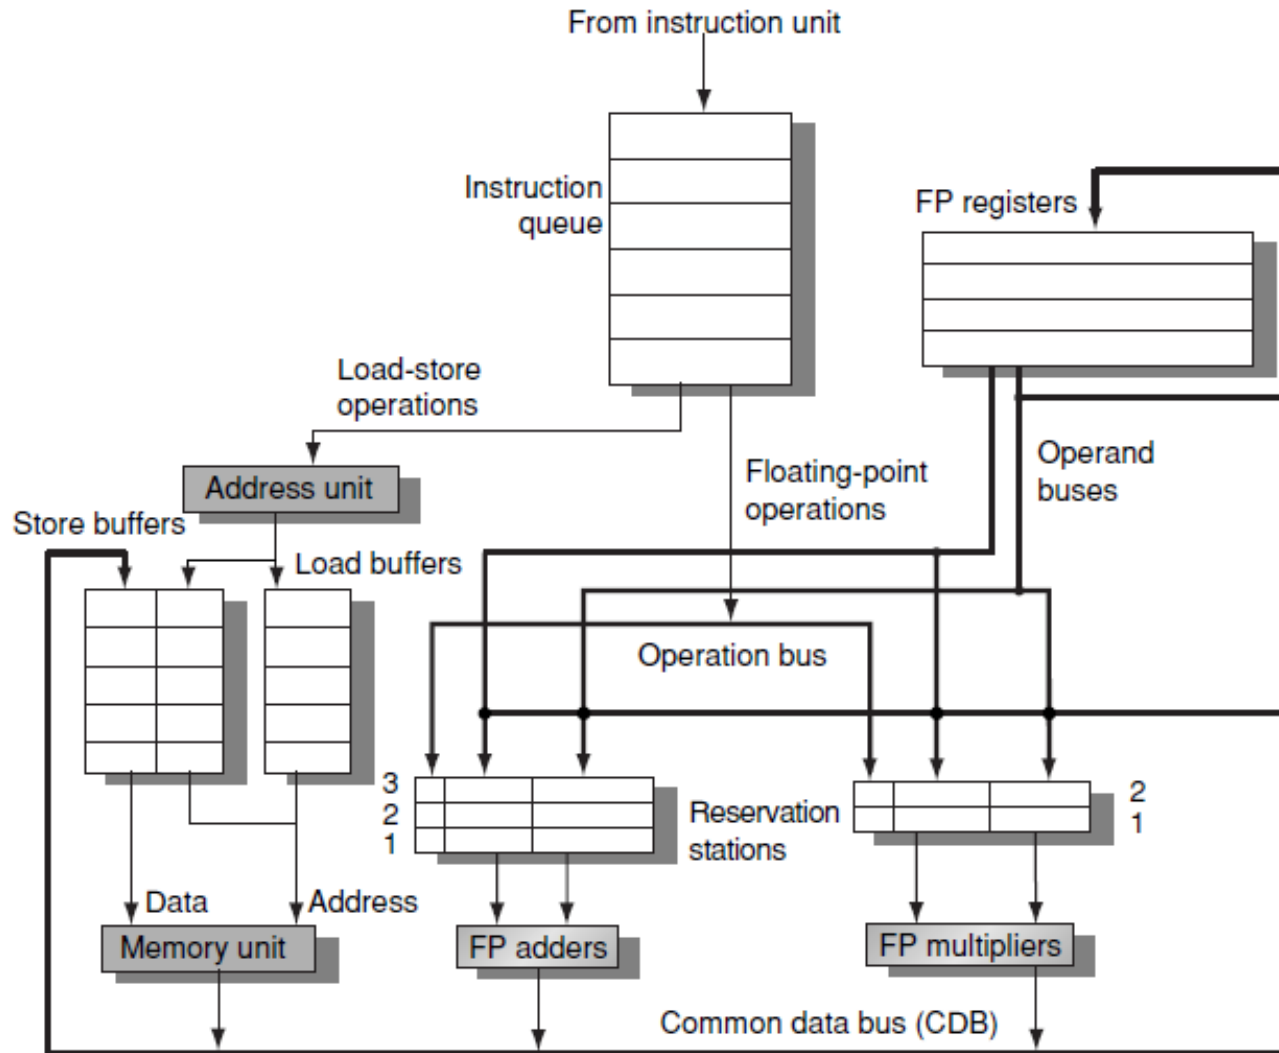 From instruction unit
Instruction
queue
FP registers
Load-store
operations
Address unit
Floating-point
operations
Operand
buses
Store buffers
Load buffers
Operation bus
3
2
1
Reservation
stations
2
1
Data
Address
Memory unit
FP adders
FP multipliers
Common data bus (CDB)